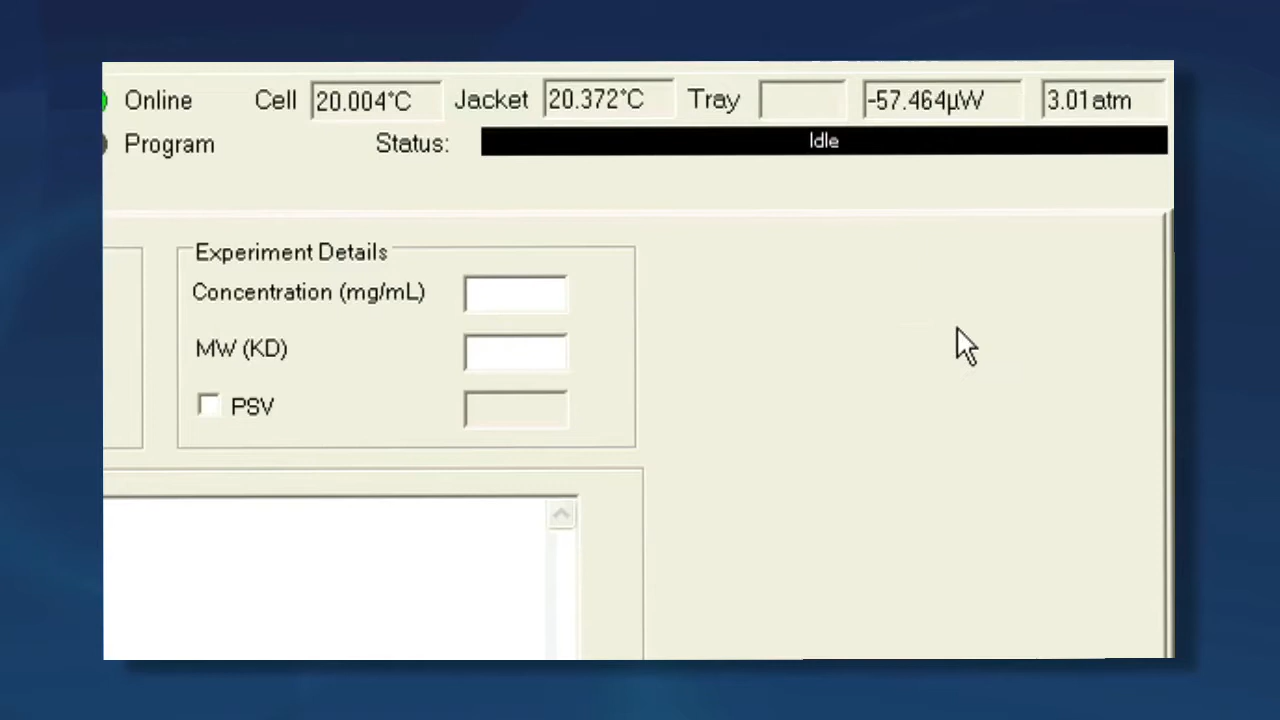 Online Cell 20.004°C Jacket 20.372°C Tray -57.464µW 3.01atm
Program Status: Idle
Experiment Details
Concentration (mg/mL)
MW (KD)
PSV